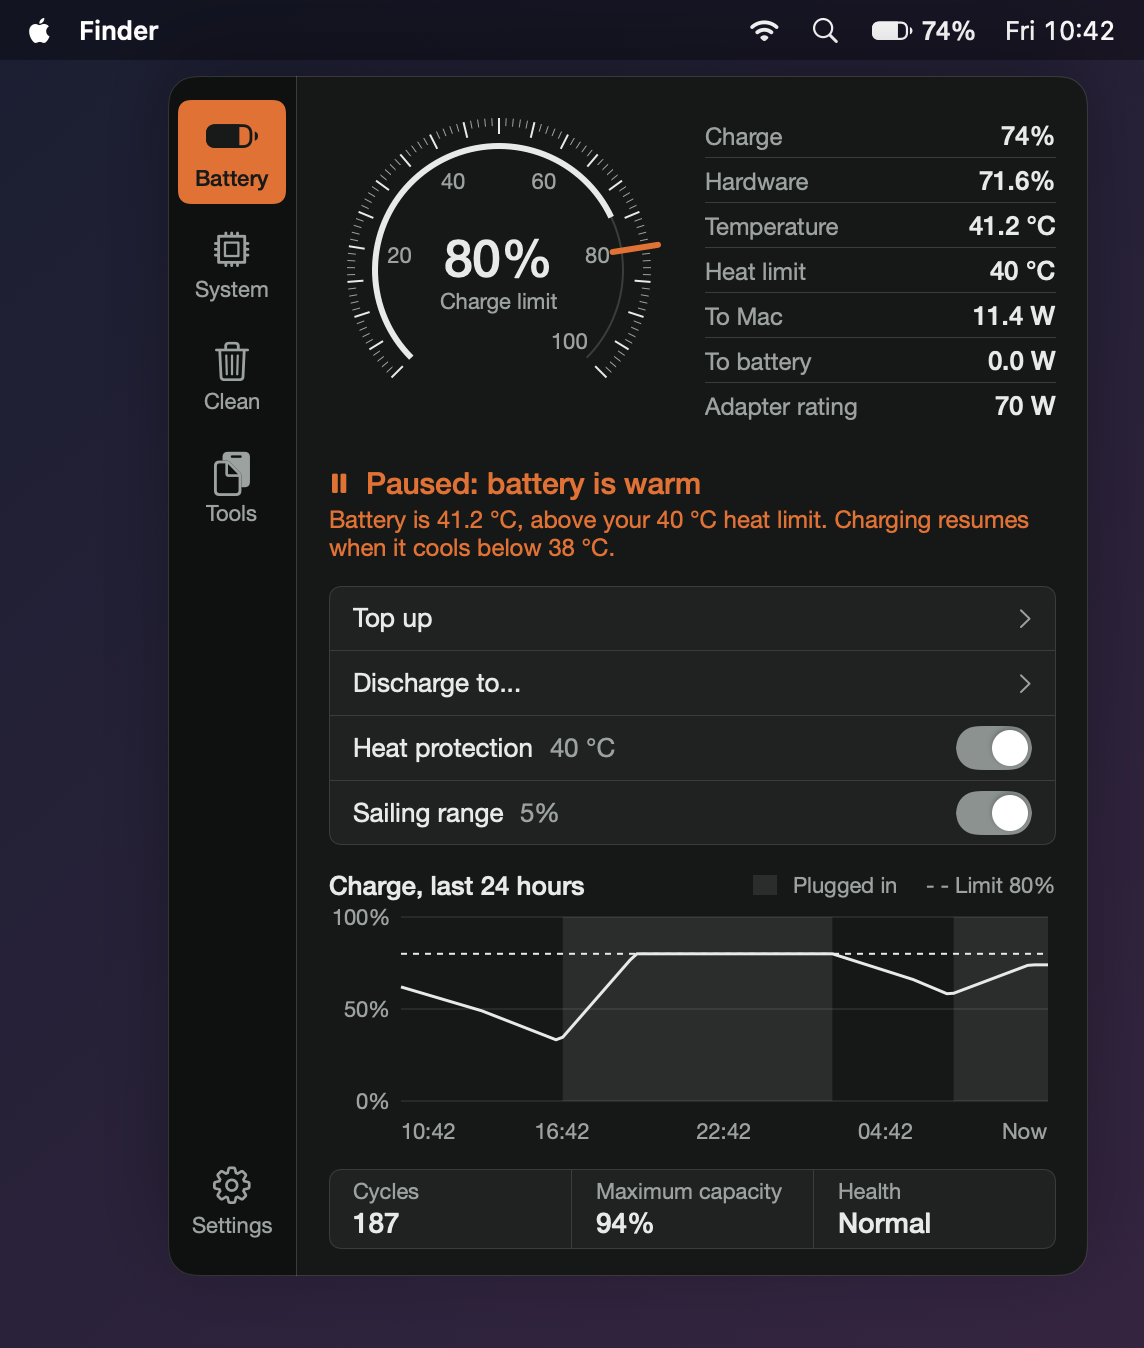 Finder
74%
Fri 10:42
Battery
System
Clean
Tools
Settings
20
40
60
80
100
80%
Charge limit
Charge 74%
Hardware 71.6%
Temperature 41.2 °C
Heat limit 40 °C
To Mac 11.4 W
To battery 0.0 W
Adapter rating 70 W
Paused: battery is warm
Battery is 41.2 °C, above your 40 °C heat limit. Charging resumes
when it cools below 38 °C.
Top up
Discharge to...
Heat protection 40 °C
Sailing range 5%
Charge, last 24 hours
Plugged in
-- Limit 80%
100%
50%
0%
10:42 16:42 22:42 04:42 Now
Cycles
187
Maximum capacity
94%
Health
Normal